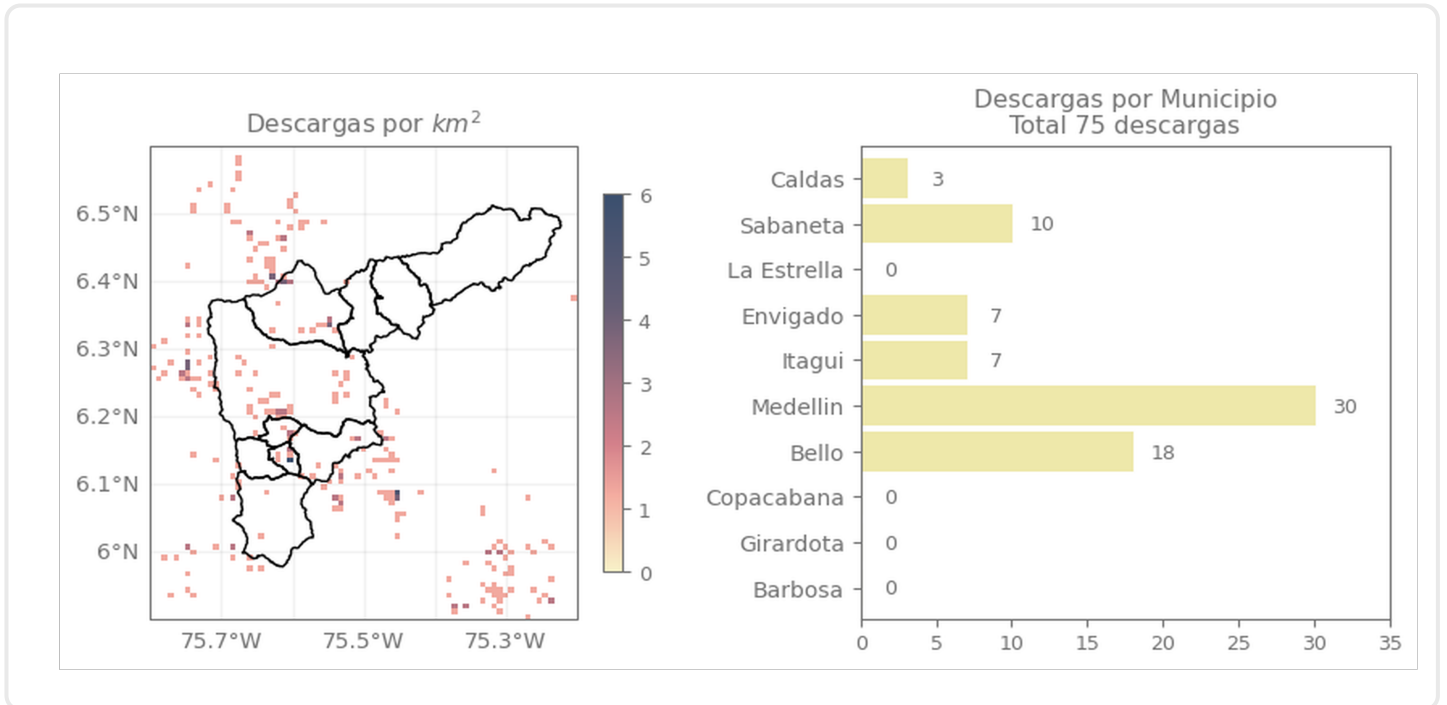 Descargas por km²
6.5°N
6.4°N
6.3°N
6.2°N
6.1°N
6°N
75.7°W 75.5°W 75.3°W
6
5
4
3
2
1
0
Descargas por Municipio
Total 75 descargas
Caldas 3
Sabaneta 10
La Estrella 0
Envigado 7
Itagui 7
Medellin 30
Bello 18
Copacabana 0
Girardota 0
Barbosa 0
0 5 10 15 20 25 30 35